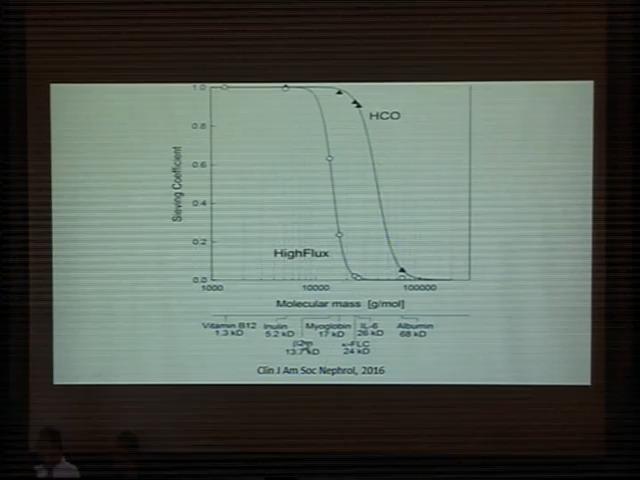 1.0
HCO
0.8
0.6
Sieving Coefficient
0.4
HighFlux
0.2
0.0
1000 10000 100000
Molecular mass [g/mol]
Vitamin B12 Inulin Myoglobin IL-6 Albumin
1.3 kD 5.2 kD 17 kD 26 kD 68 kD
β2m κ-FLC
13.7 kD 24 kD
Clin J Am Soc Nephrol, 2016